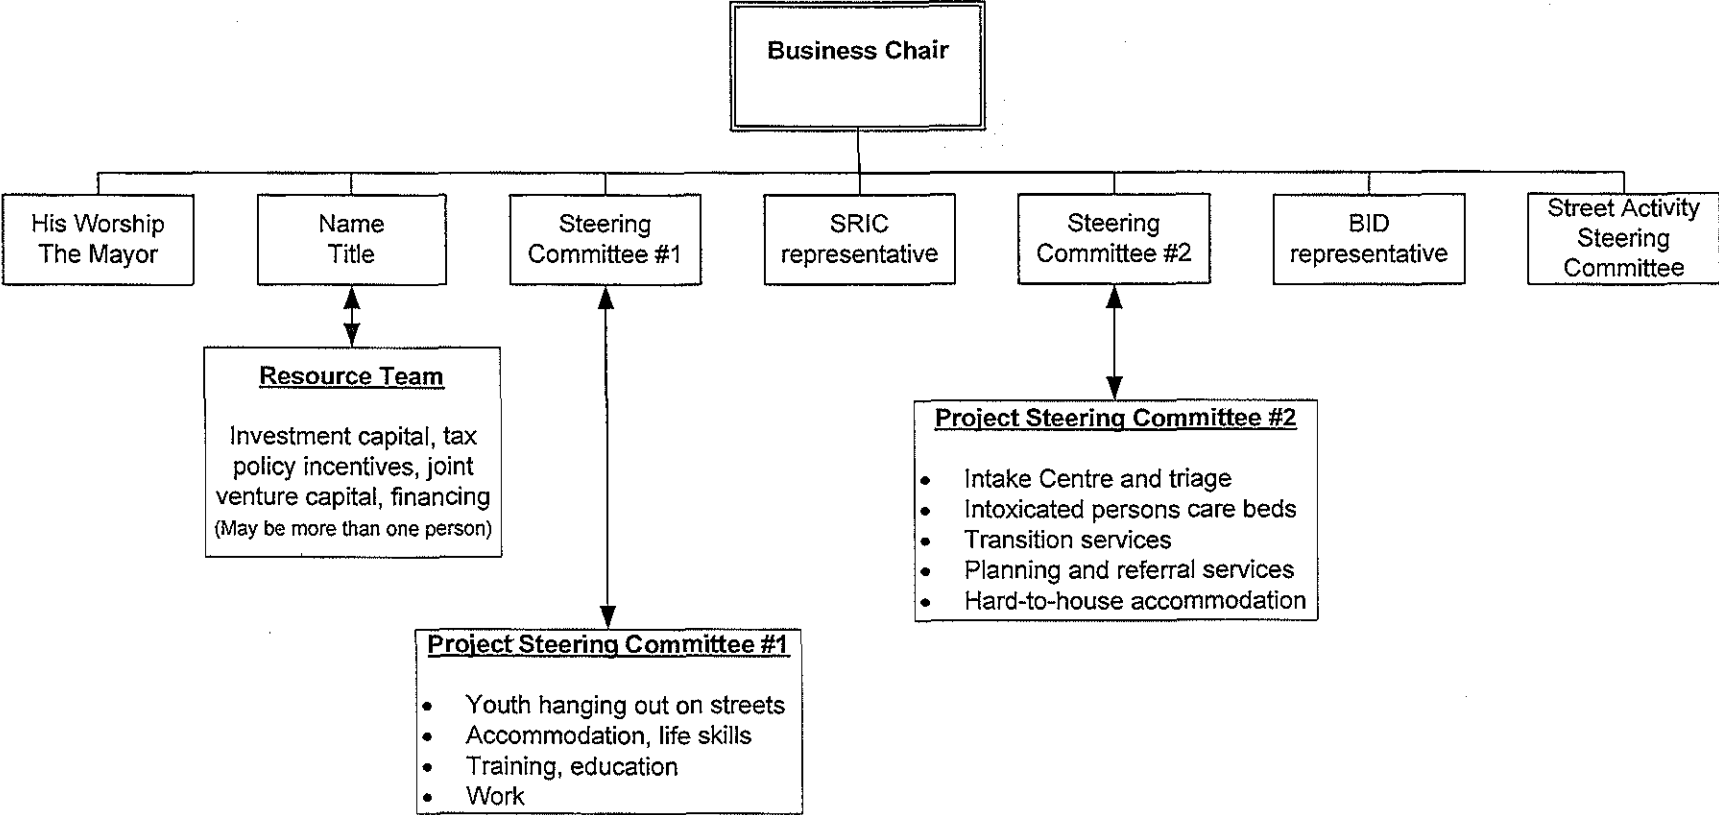 Business Chair
His Worship
The Mayor
Name
Title
Steering
Committee #1
SRIC
representative
Steering
Committee #2
BID
representative
Street Activity
Steering
Committee
Resource Team
Investment capital, tax
policy incentives, joint
venture capital, financing
(May be more than one person)
Project Steering Committee #2
• Intake Centre and triage
• Intoxicated persons care beds
• Transition services
• Planning and referral services
• Hard-to-house accommodation
Project Steering Committee #1
• Youth hanging out on streets
• Accommodation, life skills
• Training, education
• Work